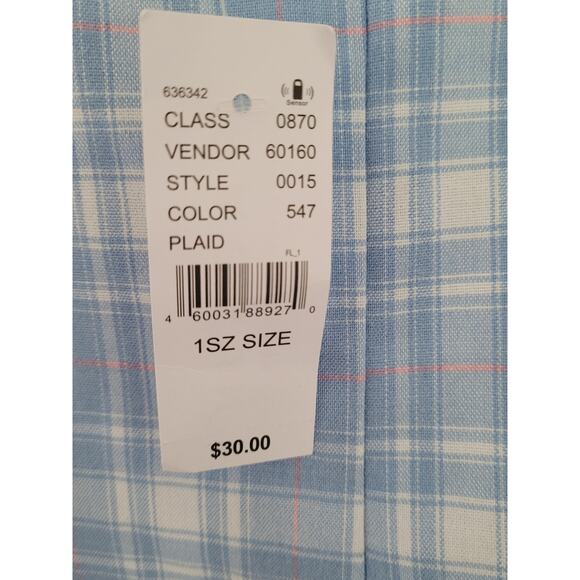 636342
Sensor
CLASS 0870
VENDOR 60160
STYLE 0015
COLOR 547
PLAID
FL_1
4 60031 88927 0
1SZ SIZE
$30.00